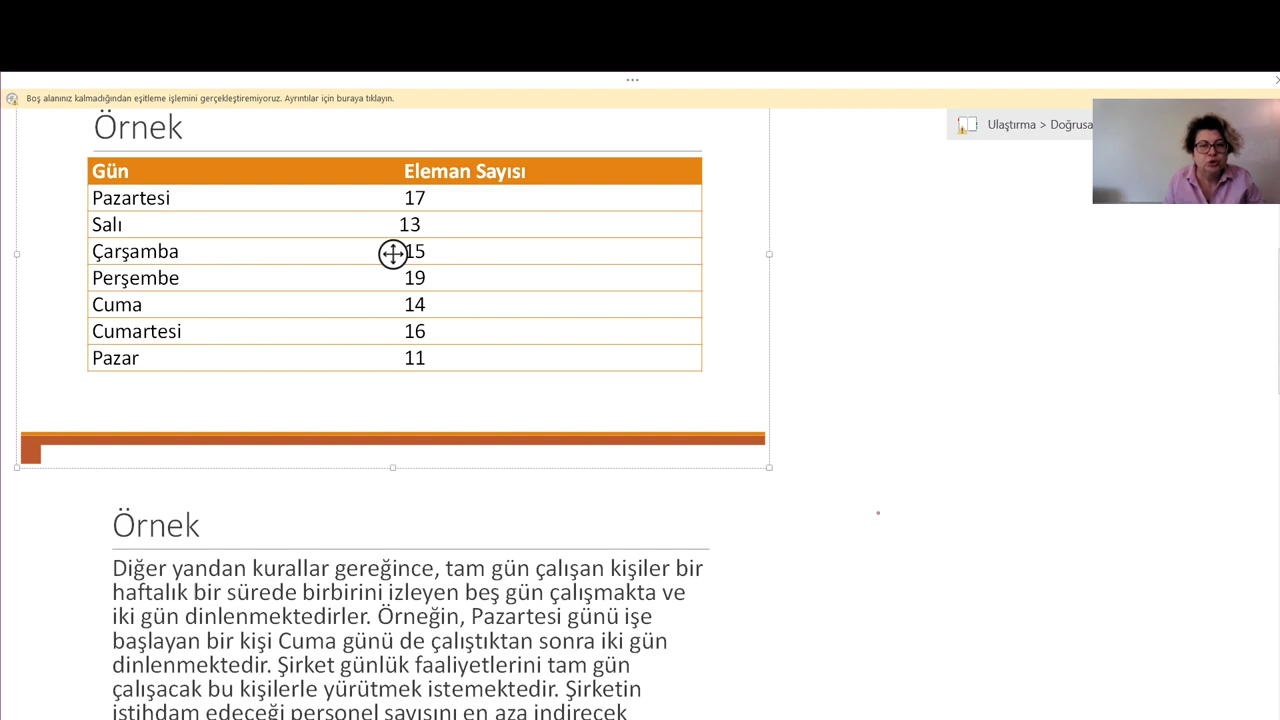 Boş alanınız kalmadığından eşitleme işlemini gerçekleştiremiyoruz. Ayrıntılar için buraya tıklayın.
Ulaştırma > Doğrusa
Örnek
Gün Eleman Sayısı
Pazartesi 17
Salı 13
Çarşamba 15
Perşembe 19
Cuma 14
Cumartesi 16
Pazar 11
Örnek
Diğer yandan kurallar gereğince, tam gün çalışan kişiler bir
haftalık bir sürede birbirini izleyen beş gün çalışmakta ve
iki gün dinlenmektedirler. Örneğin, Pazartesi günü işe
başlayan bir kişi Cuma günü de çalıştıktan sonra iki gün
dinlenmektedir. Şirket günlük faaliyetlerini tam gün
çalışacak bu kişilerle yürütmek istemektedir. Şirketin
istihdam edeceği personel sayısını en aza indirecek